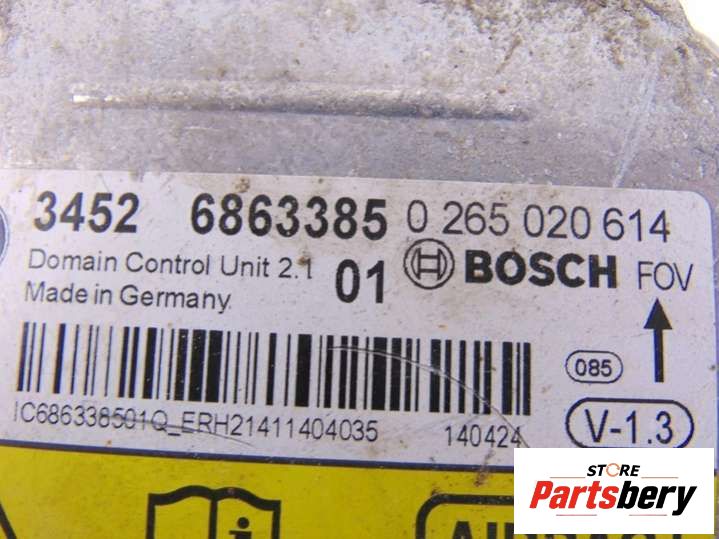 3452 6863385 0 265 020 614
Domain Control Unit 2.1 01 BOSCH FOV
Made in Germany
085
IC686338501Q_ERH21411404035 140424
V-1.3
STORE
Partsbery